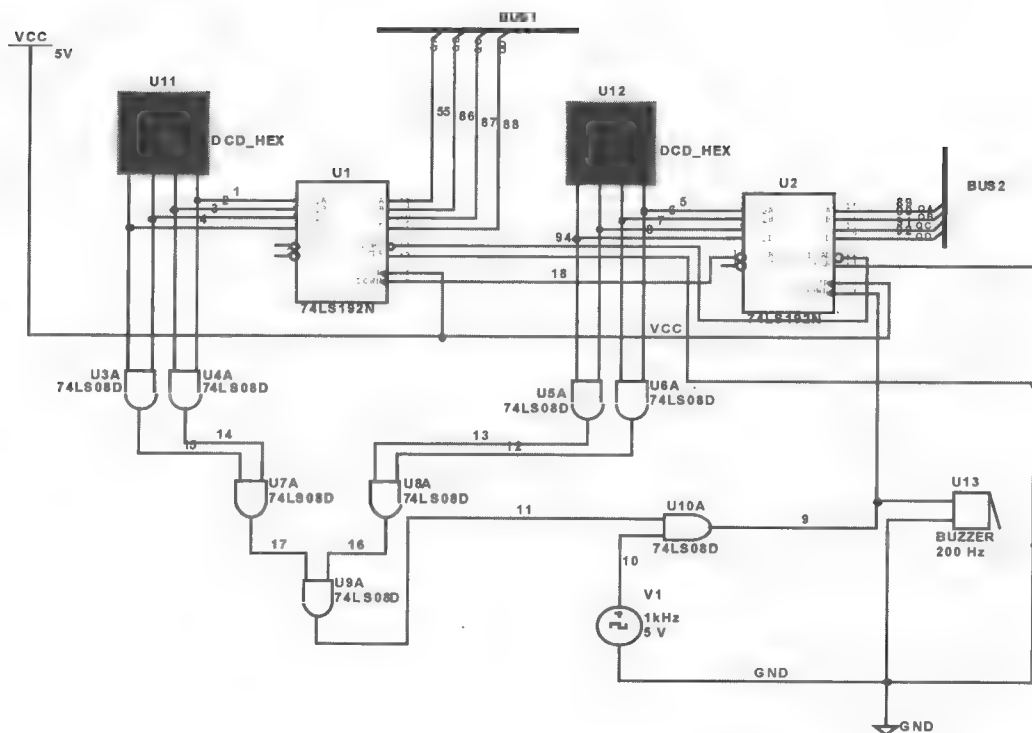 BUS1
VCC
5V
U11
DCD_HEX
55
86
87
88
U1
1
2
3
4
74LS192N
U12
DCD_HEX
U2
5
6
7
8
94
18
BUS2
VCC
U3A
74LS08D
U4A
74LS08D
U5A
74LS08D
U6A
74LS08D
14
15
13
12
U7A
74LS08D
U8A
74LS08D
11
U10A
74LS08D
9
U13
BUZZER
200 Hz
17
16
10
U9A
74LS08D
V1
1kHz
5 V
GND
GND